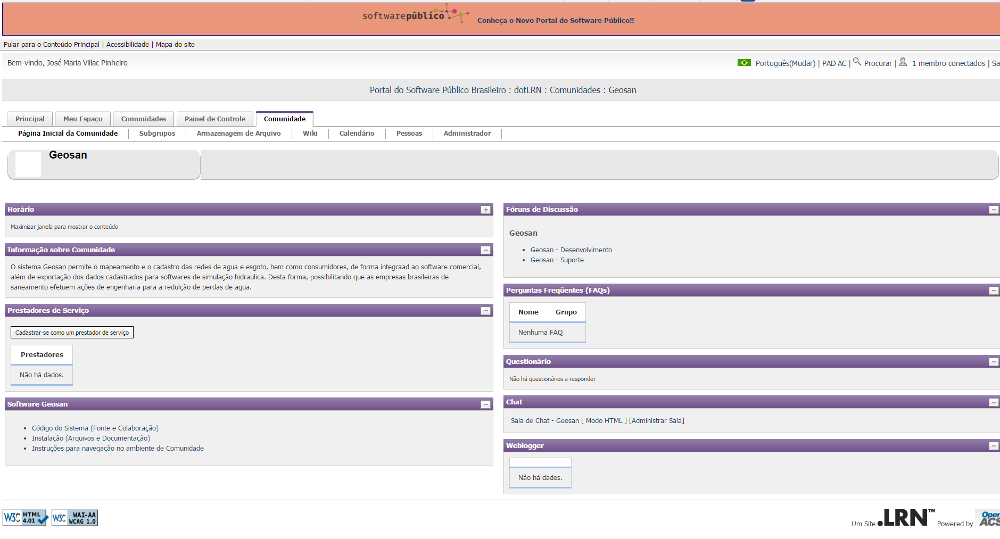 softwarepúblico Conheça o Novo Portal do Software Público!!
Pular para o Conteúdo Principal | Acessibilidade | Mapa do site
Bem-vindo, José Maria Villac Pinheiro
Português(Mudar) | PAD AC | Procurar | 1 membro conectados | Sa
Portal do Software Público Brasileiro : dotLRN : Comunidades : Geosan
Principal Meu Espaço Comunidades Painel de Controle Comunidade
Página Inicial da Comunidade | Subgrupos | Armazenagem de Arquivo | Wiki | Calendário | Pessoas | Administrador |
Geosan
Horário
Maximizar janela para mostrar o conteúdo
Informação sobre Comunidade
O sistema Geosan permite o mapeamento e o cadastro das redes de agua e esgoto, bem como consumidores, de forma integraad ao software comercial,
além de exportação dos dados cadastrados para softwares de simulação hidraulica. Desta forma, possibilitando que as empresas brasileiras de
saneamento efetuem ações de engenharia para a redulção de perdas de agua.
Prestadores de Serviço
Cadastrar-se como um prestador de serviço
Prestadores
Não há dados.
Software Geosan
• Código do Sistema (Fonte e Colaboração)
• Instalação (Arquivos e Documentação)
• Instruções para navegação no ambiente de Comunidade
Fóruns de Discussão
Geosan
• Geosan - Desenvolvimento
• Geosan - Suporte
Perguntas Freqüentes (FAQs)
Nome Grupo
Nenhuma FAQ
Questionário
Não há questionários a responder
Chat
Sala de Chat - Geosan [ Modo HTML ] [Administrar Sala]
Weblogger
Não há dados.
W3C HTML 4.01
W3C WAI-AA WCAG 1.0
Um Site .LRN™ Powered by Open ACS